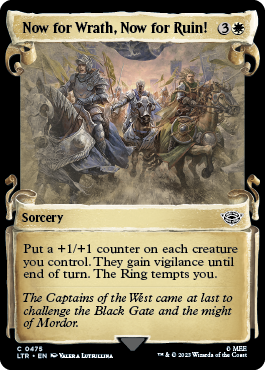 Now for Wrath, Now for Ruin! 3
Sorcery
Put a +1/+1 counter on each creature
you control. They gain vigilance until
end of turn. The Ring tempts you.
The Captains of the West came at last to
challenge the Black Gate and the might
of Mordor.
C 0475
LTR • EN VALERA LUTFULLINA
© MEE
™ & © 2023 Wizards of the Coast